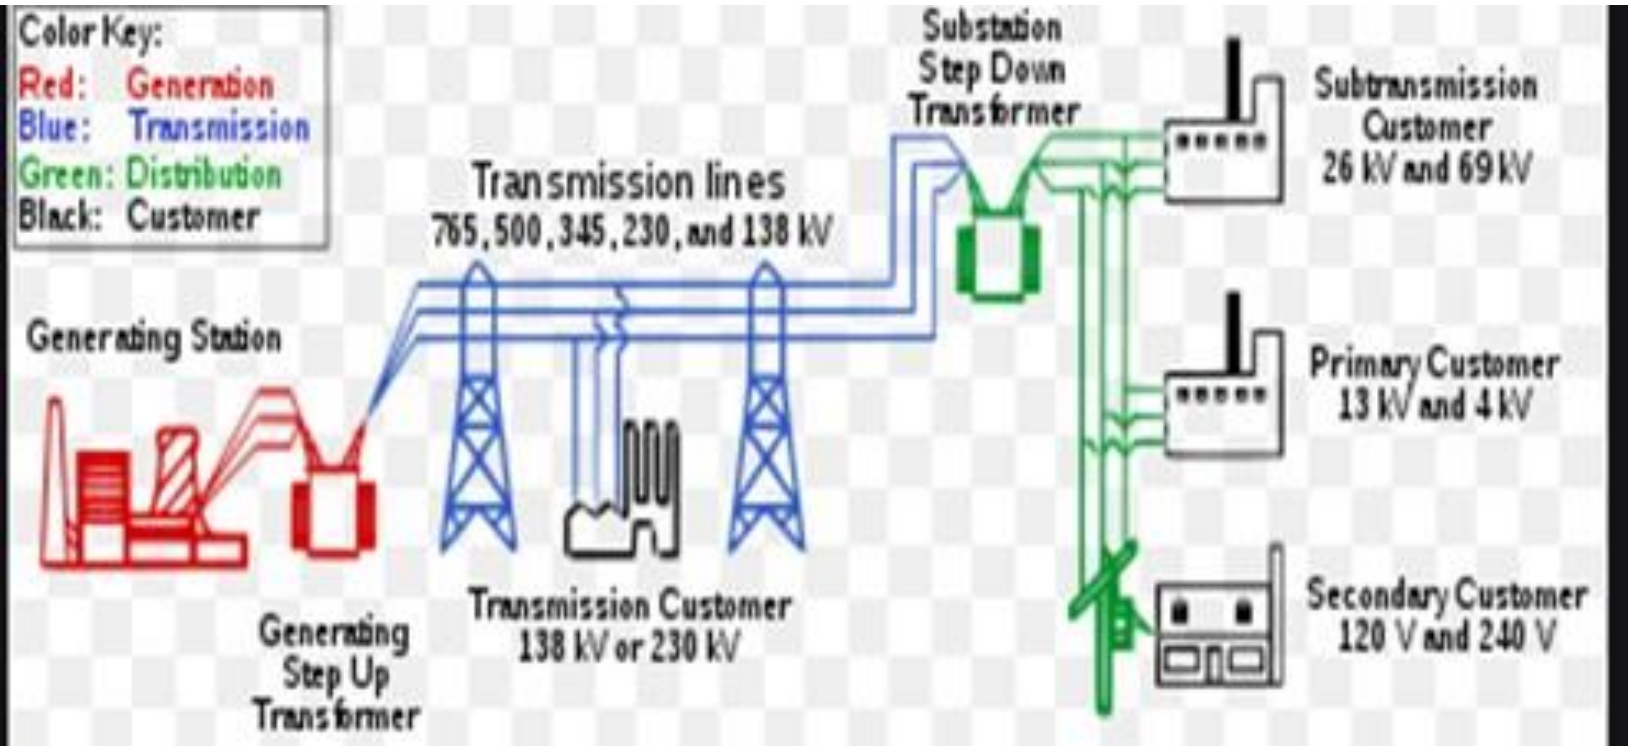 Color Key:
Red: Generation
Blue: Transmission
Green: Distribution
Black: Customer
Substation
Step Down
Transformer
Subtransmission
Customer
26 kV and 69 kV
Transmission lines
765, 500, 345, 230, and 138 kV
Generating Station
Primary Customer
13 kV and 4 kV
Generating
Step Up
Transformer
Transmission Customer
138 kV or 230 kV
Secondary Customer
120 V and 240 V